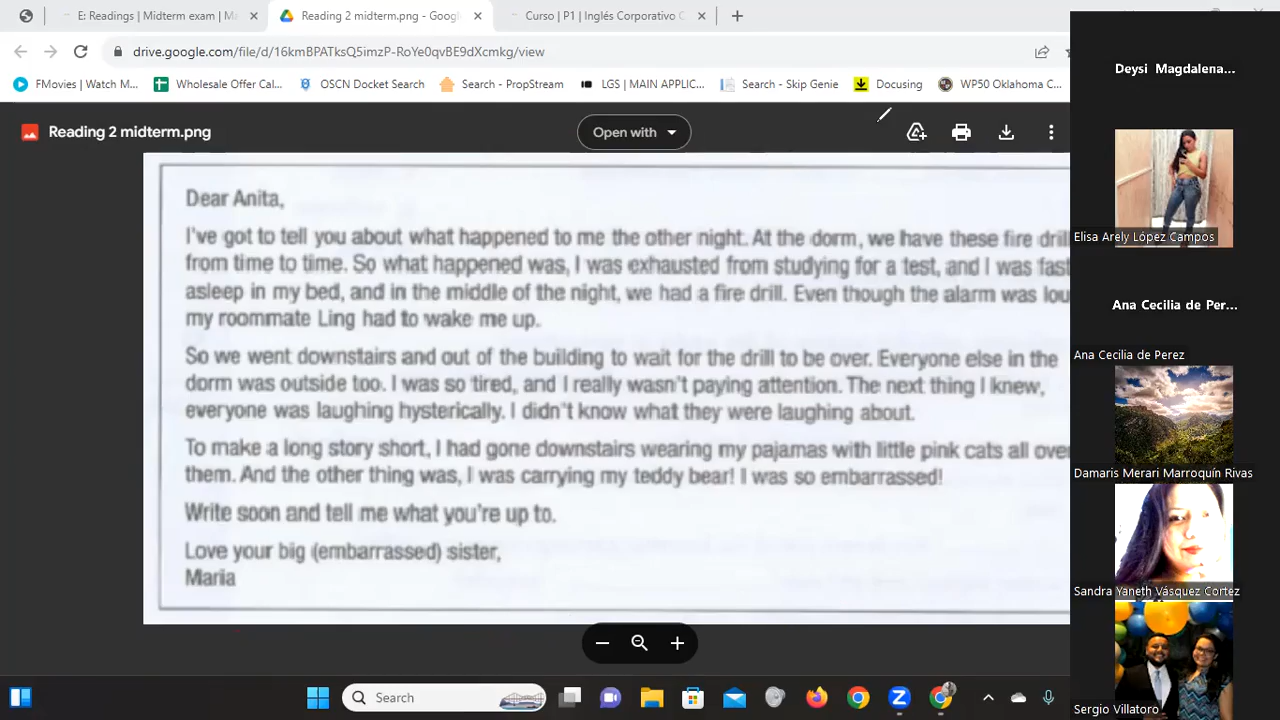 E: Readings | Midterm exam | Ma
Reading 2 midterm.png - Google
Curso | P1 | Inglés Corporativo C
drive.google.com/file/d/16kmBPATksQ5imzP-RoYe0qvBE9dXcmkg/view
FMovies | Watch M...
Wholesale Offer Cal...
OSCN Docket Search
Search - PropStream
LGS | MAIN APPLIC...
Search - Skip Genie
Docusing
WP50 Oklahoma C...
Reading 2 midterm.png
Open with
Dear Anita,
I've got to tell you about what happened to me the other night. At the dorm, we have these fire drill
from time to time. So what happened was, I was exhausted from studying for a test, and I was fast
asleep in my bed, and in the middle of the night, we had a fire drill. Even though the alarm was lou
my roommate Ling had to wake me up.
So we went downstairs and out of the building to wait for the drill to be over. Everyone else in the
dorm was outside too. I was so tired, and I really wasn't paying attention. The next thing I knew,
everyone was laughing hysterically. I didn't know what they were laughing about.
To make a long story short, I had gone downstairs wearing my pajamas with little pink cats all over
them. And the other thing was, I was carrying my teddy bear! I was so embarrassed!
Write soon and tell me what you're up to.
Love your big (embarrassed) sister,
Maria
Search
Deysi Magdalena...
Elisa Arely López Campos
Ana Cecilia de Per...
Ana Cecilia de Perez
Damaris Merari Marroquín Rivas
Sandra Yaneth Vásquez Cortez
Sergio Villatoro